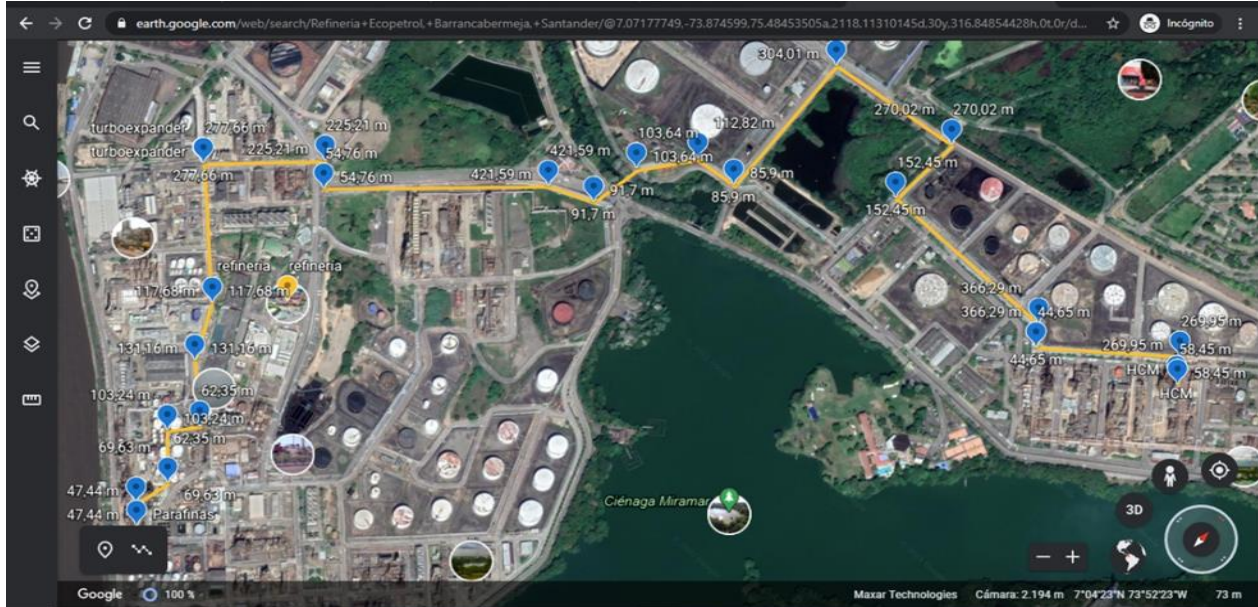 earth.google.com/web/search/Refineria+Ecopetrol,+Barrancabermeja,+Santander/@7.07177749,-73.874599,75.48453505a,2118.11310145d,30y,316.84854428h,0t,0r/d...
Incógnito
304,01 m
270,02 m
270,02 m
112,82 m
turboexpander
277,66 m
225,21 m
turboexpander
225,21 m
54,76 m
103,64 m
421,59 m
103,64 m
277,66 m
54,76 m
421,59 m
91,7 m
85,9 m
152,45 m
85,9 m
91,7 m
152,45 m
refineria
refineria
117,68 m
117,68 m
366,29 m
44,65 m
366,29 m
269,95 m
131,16 m
131,16 m
269,95 m
58,45 m
44,65 m
HCM
58,45 m
HCM
103,24 m
62,35 m
103,24 m
62,35 m
69,63 m
69,63 m
47,44 m
47,44 m
Parafinas
Ciénaga Miramar
3D
Google
100 %
Maxar Technologies
Cámara: 2.194 m
7°04'23"N 73°52'23"W
73 m